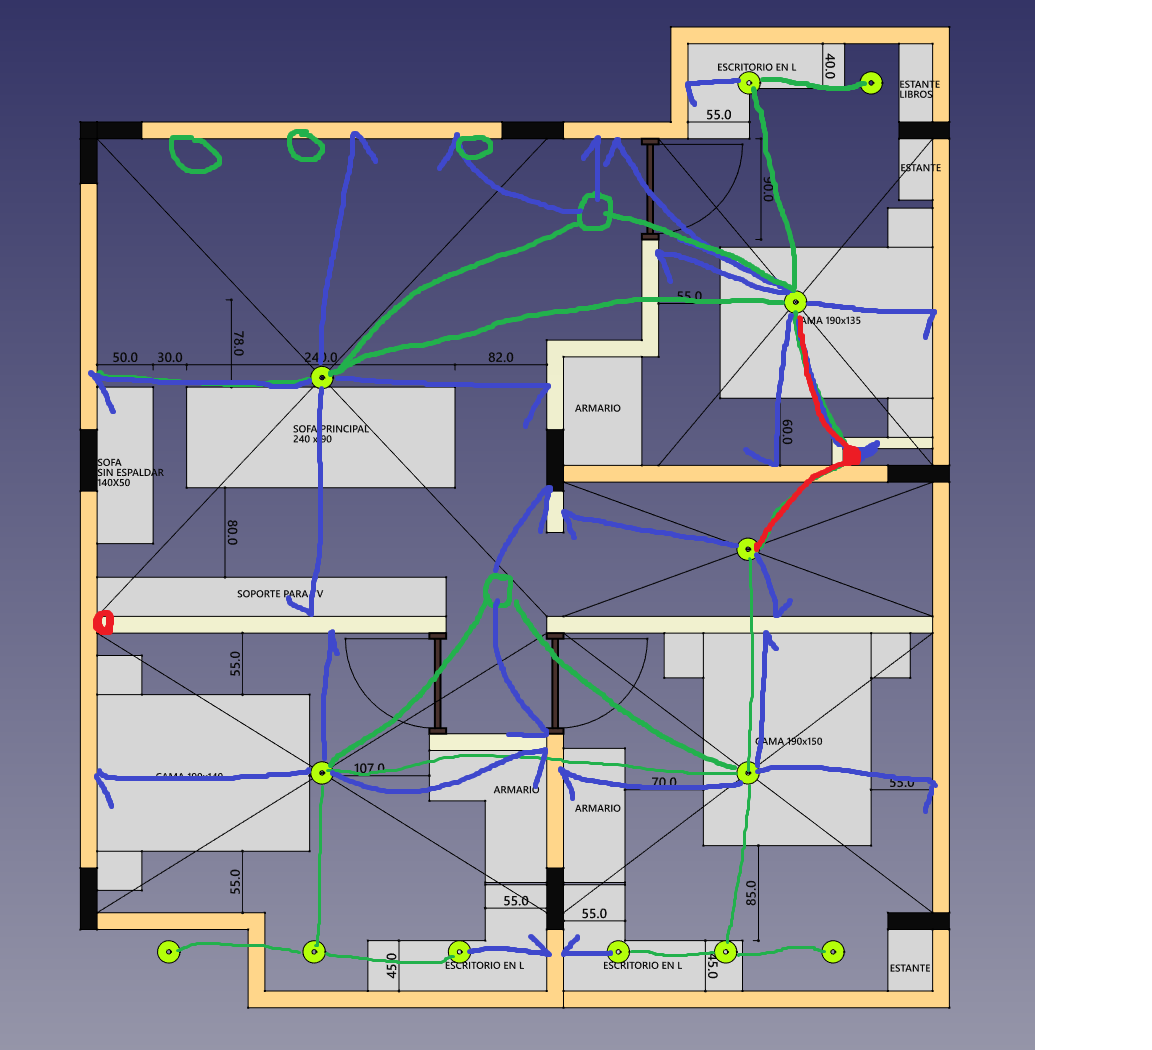 ESCRITORIO EN L
40.0
ESTANTE
LIBROS
55.0
ESTANTE
90.0
55.0
CAMA 190x135
78.0
50.0
30.0
240.0
82.0
ARMARIO
SOFA PRINCIPAL
240 x 90
60.0
SOFA
SIN ESPALDAR
140X50
80.0
SOPORTE PARA TV
55.0
CAMA 190x150
107.0
CAMA 190x140
70.0
55.0
ARMARIO
ARMARIO
55.0
85.0
55.0
55.0
45.0
ESCRITORIO EN L
ESCRITORIO EN L
45.0
ESTANTE